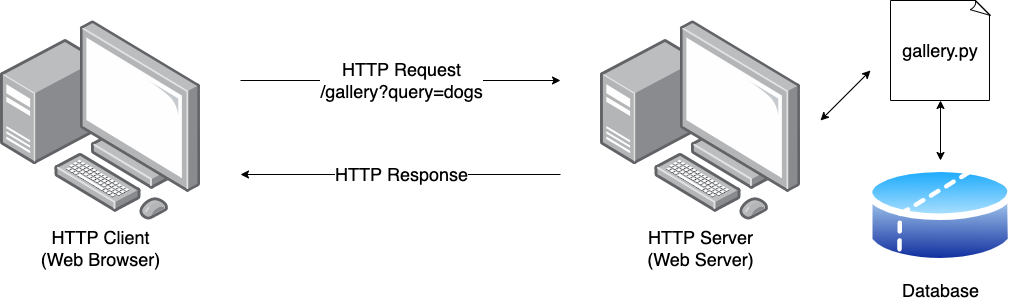 HTTP Request
/gallery?query=dogs
HTTP Response
HTTP Client
(Web Browser)
HTTP Server
(Web Server)
gallery.py
Database